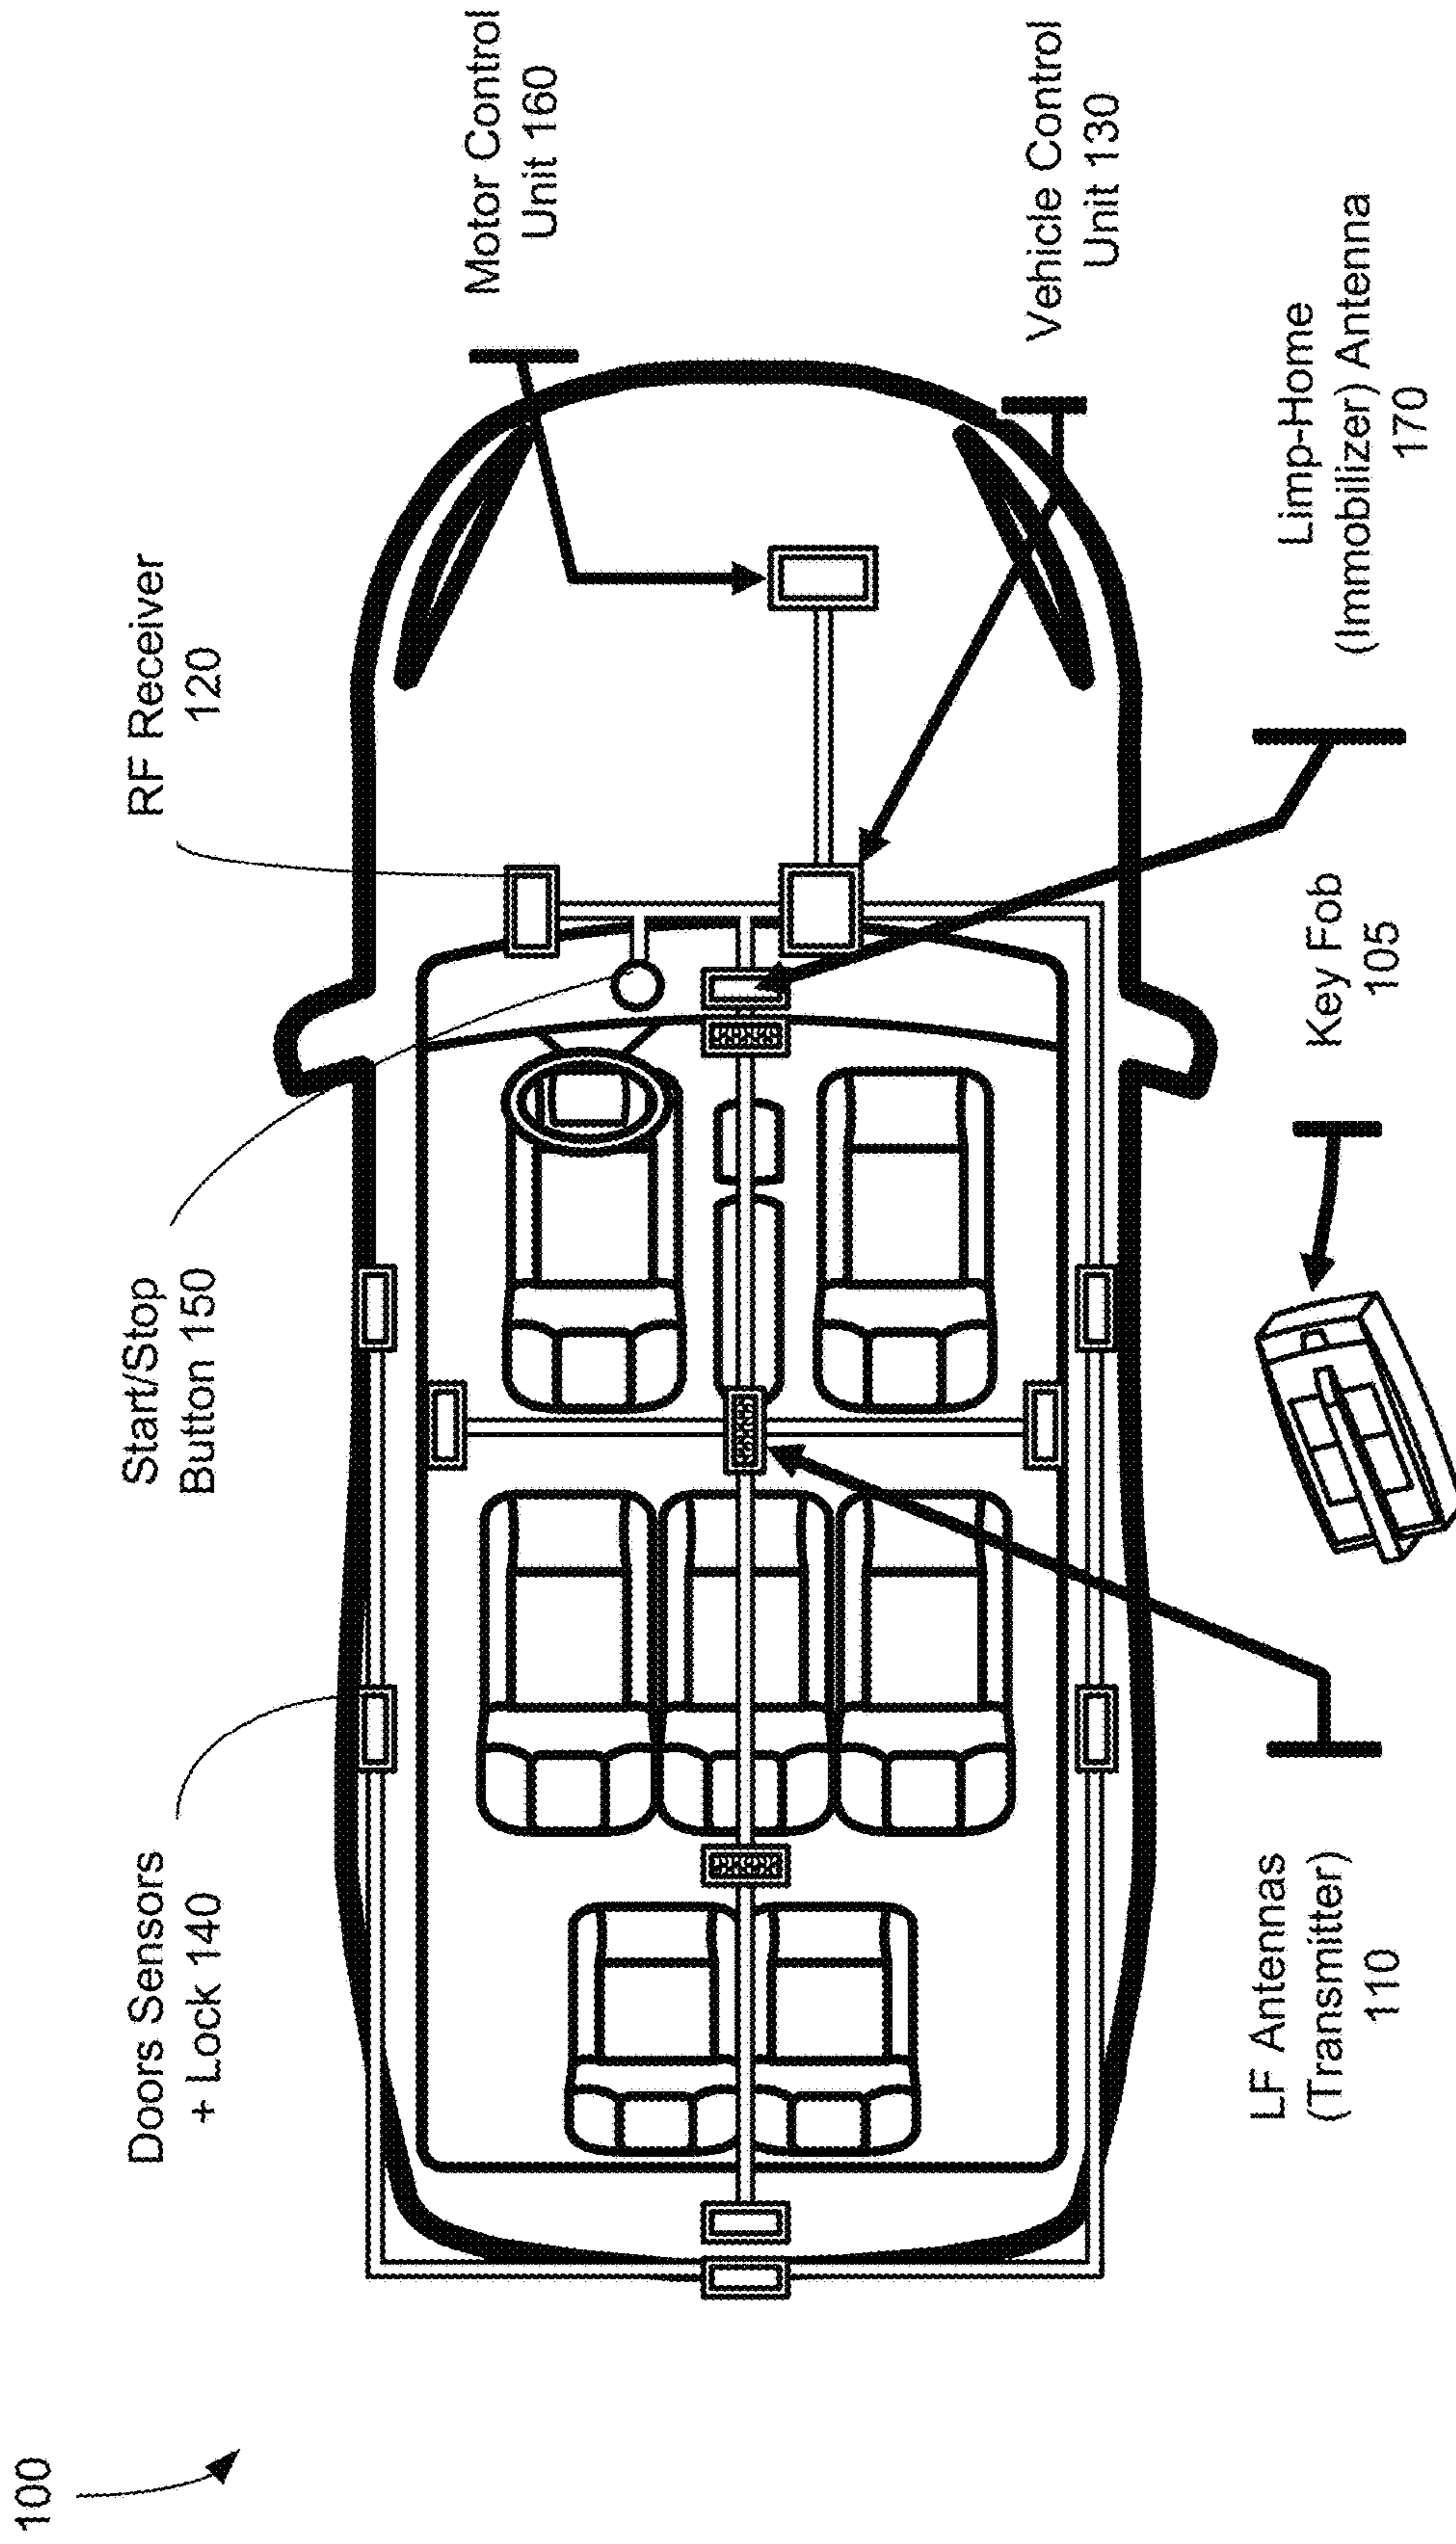 100
Doors Sensors
+ Lock 140
Start/Stop
Button 150
RF Receiver
120
Motor Control
Unit 160
Vehicle Control
Unit 130
LF Antennas
(Transmitter)
110
Key Fob
105
Limp-Home
(Immobilizer) Antenna
170